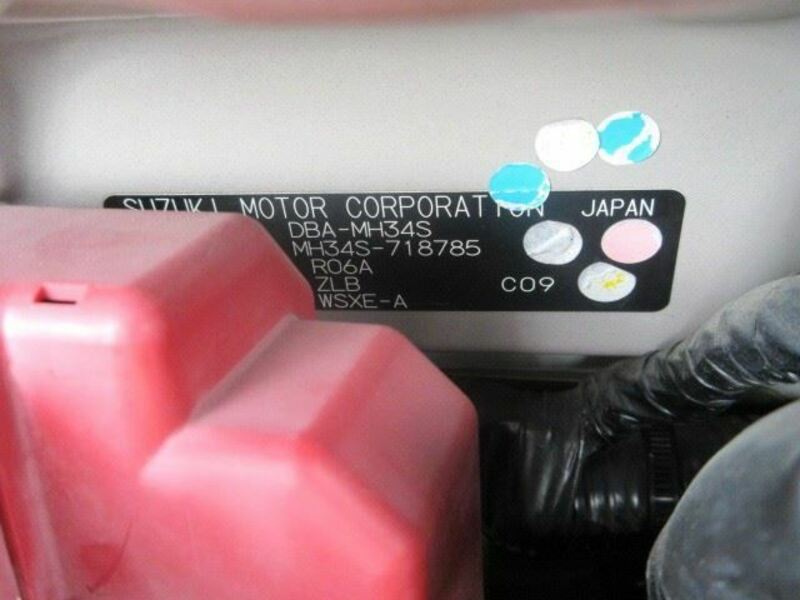 SUZUKI MOTOR CORPORATION JAPAN
DBA-MH34S
MH34S-718785
R06A
ZLB C09
WSXE-A